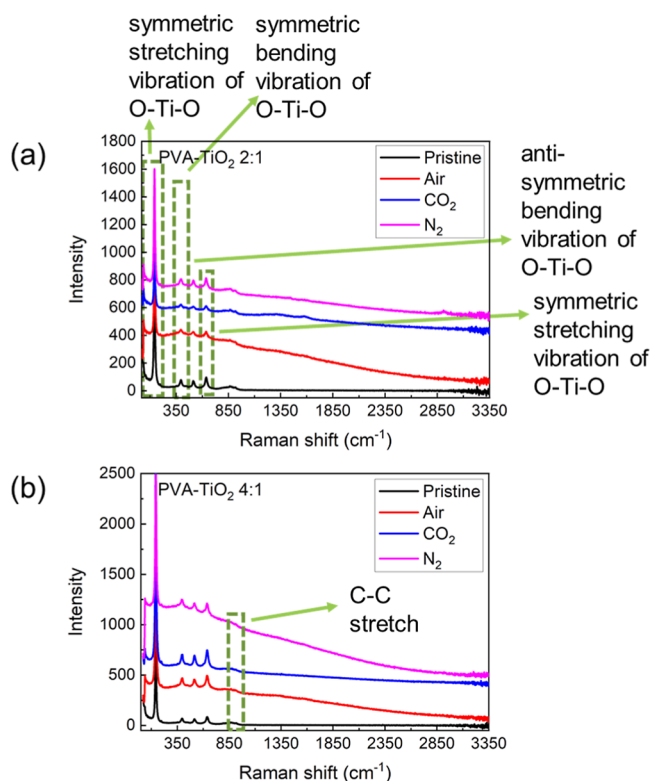 symmetric
stretching
vibration of
O-Ti-O
symmetric
bending
vibration of
O-Ti-O
(a)
PVA-TiO₂ 2:1
Pristine
Air
CO₂
N₂
1800
1600
1400
1200
1000
800
600
400
200
0
Intensity
350 850 1350 1850 2350 2850 3350
Raman shift (cm⁻¹)
anti-
symmetric
bending
vibration of
O-Ti-O
symmetric
stretching
vibration of
O-Ti-O
(b)
PVA-TiO₂ 4:1
Pristine
Air
CO₂
N₂
C-C
stretch
2500
2000
1500
1000
500
0
Intensity
350 850 1350 1850 2350 2850 3350
Raman shift (cm⁻¹)